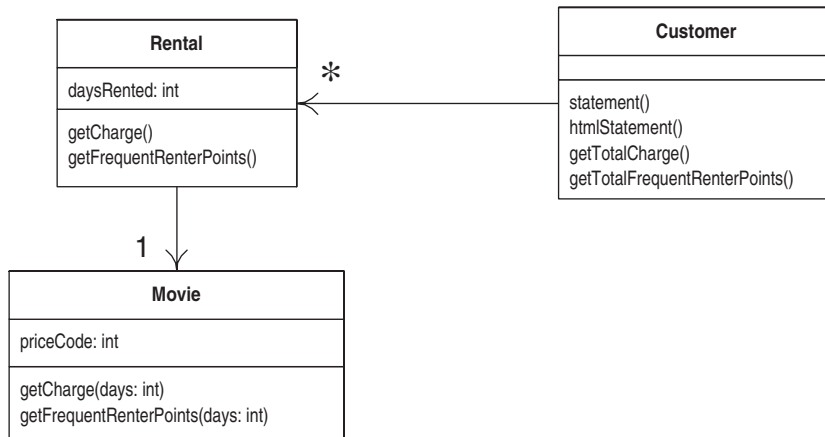 Rental
daysRented: int
getCharge()
getFrequentRenterPoints()
*
Customer
statement()
htmlStatement()
getTotalCharge()
getTotalFrequentRenterPoints()
1
Movie
priceCode: int
getCharge(days: int)
getFrequentRenterPoints(days: int)